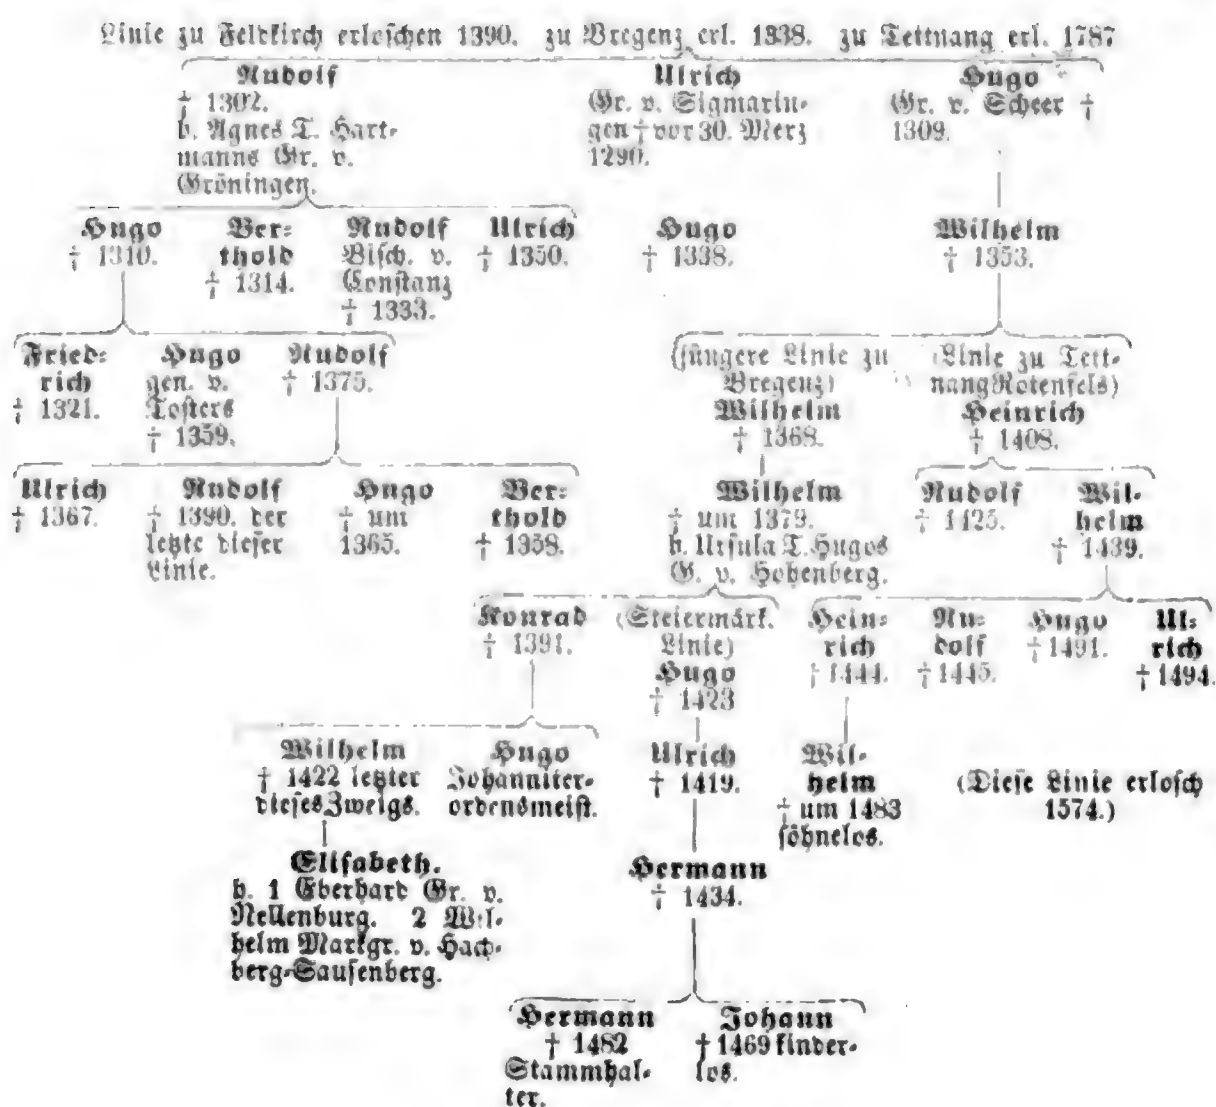 Linie zu Feldkirch erloschen 1390. zu Bregenz erl. 1338. zu Tettnang erl. 1787
Rudolf
† 1302.
h. Agnes T. Hart-
manns Gr. v.
Gröningen.
Ulrich
Gr. v. Sigmarin-
gen † vor 30. Merz
1290.
Hugo
Gr. v. Scheer †
1309.
Hugo
† 1310.
Ber-
thold
† 1314.
Rudolf
Bisch. v.
Constanz
† 1333.
Ulrich
† 1350.
Hugo
† 1338.
Wilhelm
† 1353.
Fried-
rich
† 1321.
Hugo
gen. v.
Tosters
† 1359.
Rudolf
† 1375.
(jüngere Linie zu
Bregenz)
Wilhelm
† 1368.
(Linie zu Tett-
nang Rotenfels)
Heinrich
† 1408.
Ulrich
† 1367.
Rudolf
† 1390. der
letzte dieser
Linie.
Hugo
† um
1365.
Ber-
thold
† 1358.
Wilhelm
† um 1379.
h. Ursula T. Hugos
G. v. Hohenberg.
Rudolf
† 1425.
Wil-
helm
† 1439.
Konrad
† 1391.
(Steiermärk.
Linie)
Hugo
† 1423
Hein-
rich
† 1444.
Ru-
dolf
† 1445.
Hugo
† 1491.
Ul-
rich
† 1494.
Wilhelm
† 1422 letzter
dieses Zweigs.
Hugo
Johanniter-
ordensmeist.
Ulrich
† 1419.
Wil-
helm
† um 1483
söhnelos.
(Diese Linie erlosch
1574.)
Elisabeth.
h. 1 Eberhard Gr. v.
Nellenburg. 2 Wil-
helm Markgr. v. Hach-
berg-Sausenberg.
Hermann
† 1434.
Hermann
† 1482
Stammhal-
ter.
Johann
† 1469 kinder-
los.